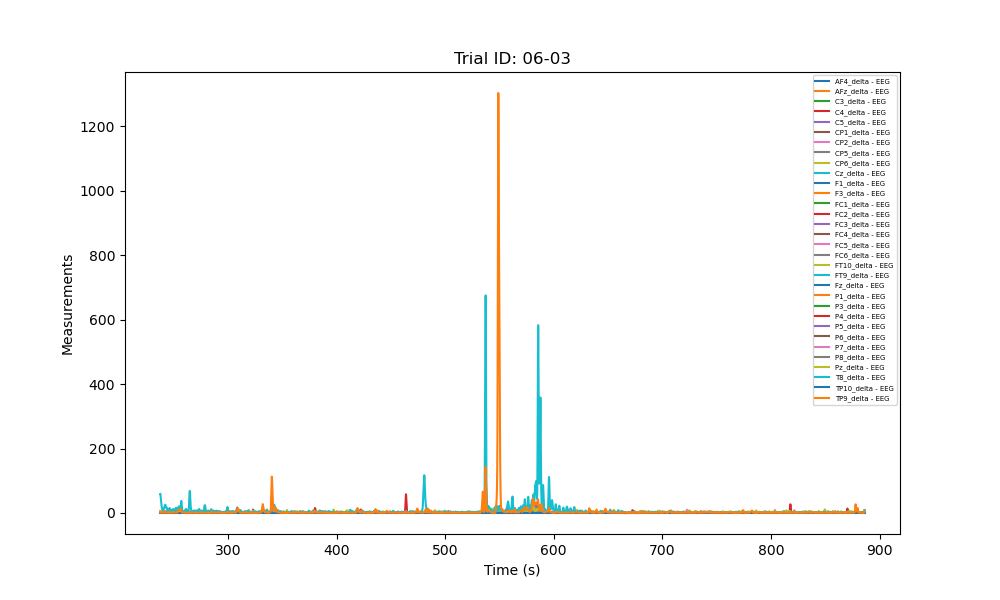 Trial ID: 06-03
Measurements
1200
1000
800
600
400
200
0
300 400 500 600 700 800 900
Time (s)
AF4_delta - EEG
AFz_delta - EEG
C3_delta - EEG
C4_delta - EEG
C5_delta - EEG
CP1_delta - EEG
CP2_delta - EEG
CP5_delta - EEG
CP6_delta - EEG
Cz_delta - EEG
F1_delta - EEG
F3_delta - EEG
FC1_delta - EEG
FC2_delta - EEG
FC3_delta - EEG
FC4_delta - EEG
FC5_delta - EEG
FC6_delta - EEG
FT10_delta - EEG
FT9_delta - EEG
Fz_delta - EEG
P1_delta - EEG
P3_delta - EEG
P4_delta - EEG
P5_delta - EEG
P6_delta - EEG
P7_delta - EEG
P8_delta - EEG
Pz_delta - EEG
T8_delta - EEG
TP10_delta - EEG
TP9_delta - EEG